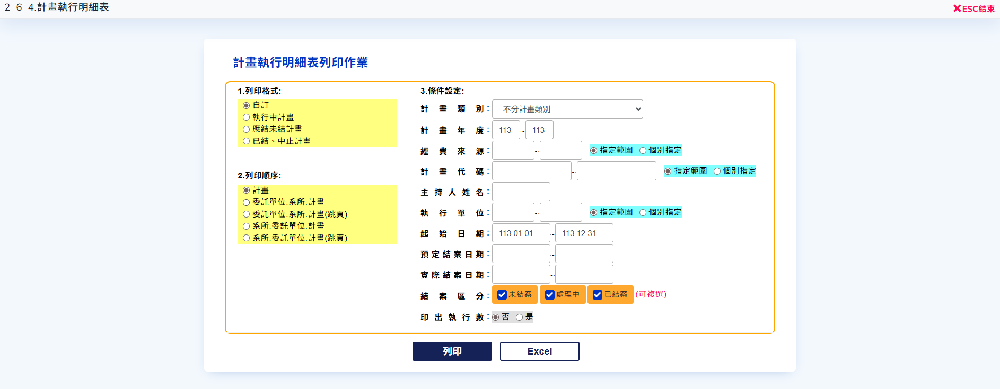 2_6_4.計畫執行明細表
ESC結束
計畫執行明細表列印作業
1.列印格式:
自訂
執行中計畫
應結未結計畫
已結、中止計畫
2.列印順序:
計畫
委託單位.系所.計畫
委託單位.系所.計畫(跳頁)
系所.委託單位.計畫
系所.委託單位.計畫(跳頁)
3.條件設定:
計畫類別： .不分計畫類別
計畫年度： 113 ~ 113
經費來源： ~ 指定範圍 個別指定
計畫代碼： ~ 指定範圍 個別指定
主持人姓名：
執行單位： ~ 指定範圍 個別指定
起始日期： 113.01.01 ~ 113.12.31
預定結案日期： ~
實際結案日期： ~
結案區分： 未結案 處理中 已結案 (可複選)
印出執行數： 否 是
列印 Excel